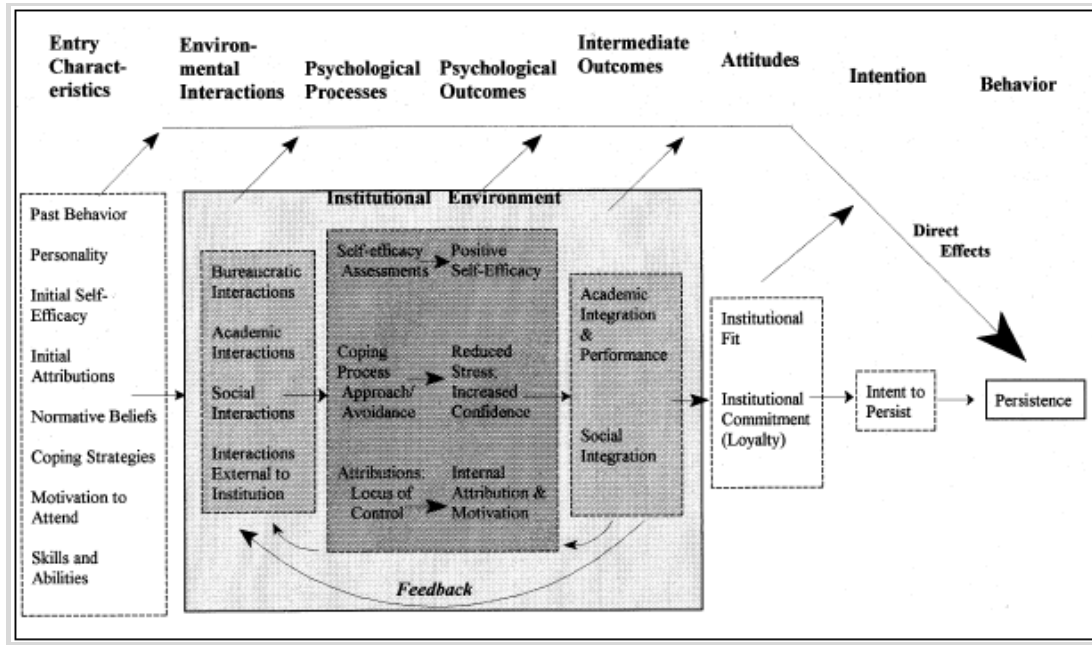 Entry
Charact-
eristics
Environ-
mental
Interactions
Psychological
Processes
Psychological
Outcomes
Intermediate
Outcomes
Attitudes
Intention
Behavior
Past Behavior
Personality
Initial Self-
Efficacy
Initial
Attributions
Normative Beliefs
Coping Strategies
Motivation to
Attend
Skills and
Abilities
Institutional Environment
Bureaucratic
Interactions
Academic
Interactions
Social
Interactions
Interactions
External to
Institution
Self-efficacy
Assessments
Positive
Self-Efficacy
Coping
Process
Approach/
Avoidance
Reduced
Stress,
Increased
Confidence
Attributions:
Locus of
Control
Internal
Attribution &
Motivation
Academic
Integration
&
Performance
Social
Integration
Feedback
Institutional
Fit
Institutional
Commitment
(Loyalty)
Intent to
Persist
Direct
Effects
Persistence